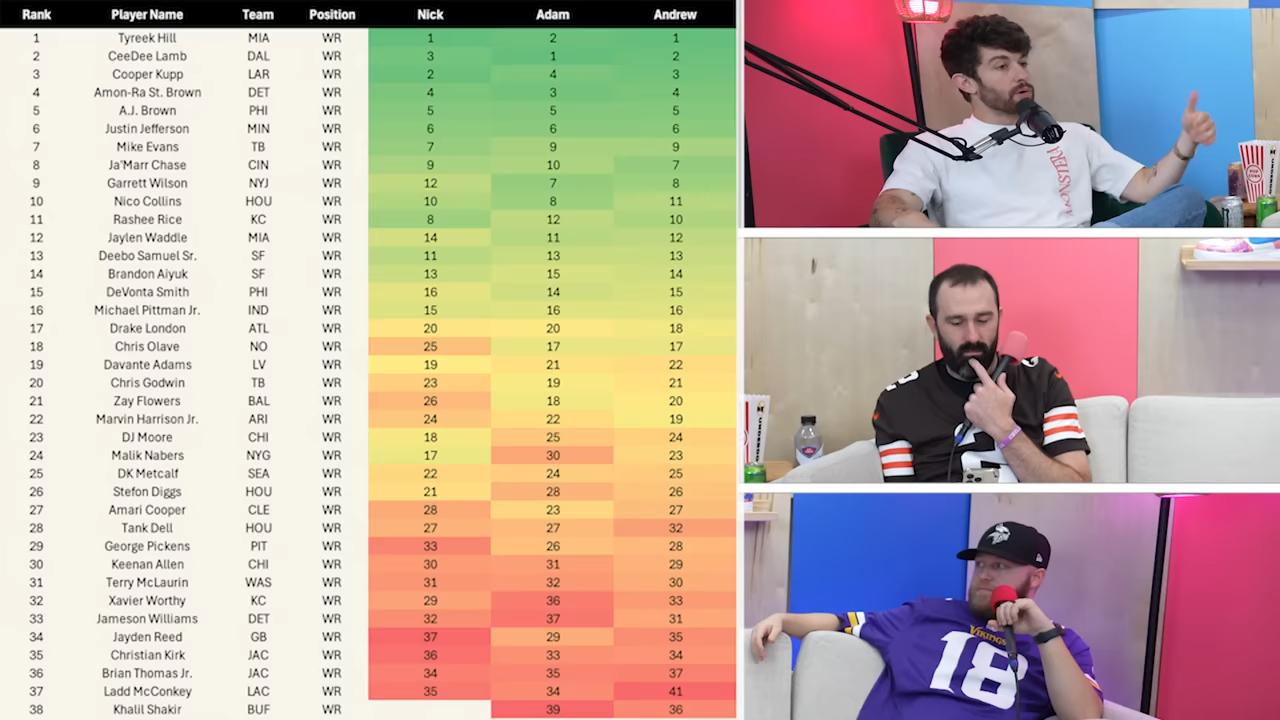 Rank Player Name Team Position Nick Adam Andrew
1 Tyreek Hill MIA WR 1 2 1
2 CeeDee Lamb DAL WR 3 1 2
3 Cooper Kupp LAR WR 2 4 3
4 Amon-Ra St. Brown DET WR 4 3 4
5 A.J. Brown PHI WR 5 5 5
6 Justin Jefferson MIN WR 6 6 6
7 Mike Evans TB WR 7 9 9
8 Ja'Marr Chase CIN WR 9 10 7
9 Garrett Wilson NYJ WR 12 7 8
10 Nico Collins HOU WR 10 8 11
11 Rashee Rice KC WR 8 12 10
12 Jaylen Waddle MIA WR 14 11 12
13 Deebo Samuel Sr. SF WR 11 13 13
14 Brandon Aiyuk SF WR 13 15 14
15 DeVonta Smith PHI WR 16 14 15
16 Michael Pittman Jr. IND WR 15 16 16
17 Drake London ATL WR 20 20 18
18 Chris Olave NO WR 25 17 17
19 Davante Adams LV WR 19 21 22
20 Chris Godwin TB WR 23 19 21
21 Zay Flowers BAL WR 26 18 20
22 Marvin Harrison Jr. ARI WR 24 22 19
23 DJ Moore CHI WR 18 25 24
24 Malik Nabers NYG WR 17 30 23
25 DK Metcalf SEA WR 22 24 25
26 Stefon Diggs HOU WR 21 28 26
27 Amari Cooper CLE WR 28 23 27
28 Tank Dell HOU WR 27 27 32
29 George Pickens PIT WR 33 26 28
30 Keenan Allen CHI WR 30 31 29
31 Terry McLaurin WAS WR 31 32 30
32 Xavier Worthy KC WR 29 36 33
33 Jameson Williams DET WR 32 37 31
34 Jayden Reed GB WR 37 29 35
35 Christian Kirk JAC WR 36 33 34
36 Brian Thomas Jr. JAC WR 34 35 37
37 Ladd McConkey LAC WR 35 34 41
38 Khalil Shakir BUF WR 39 36
VIKINGS
18